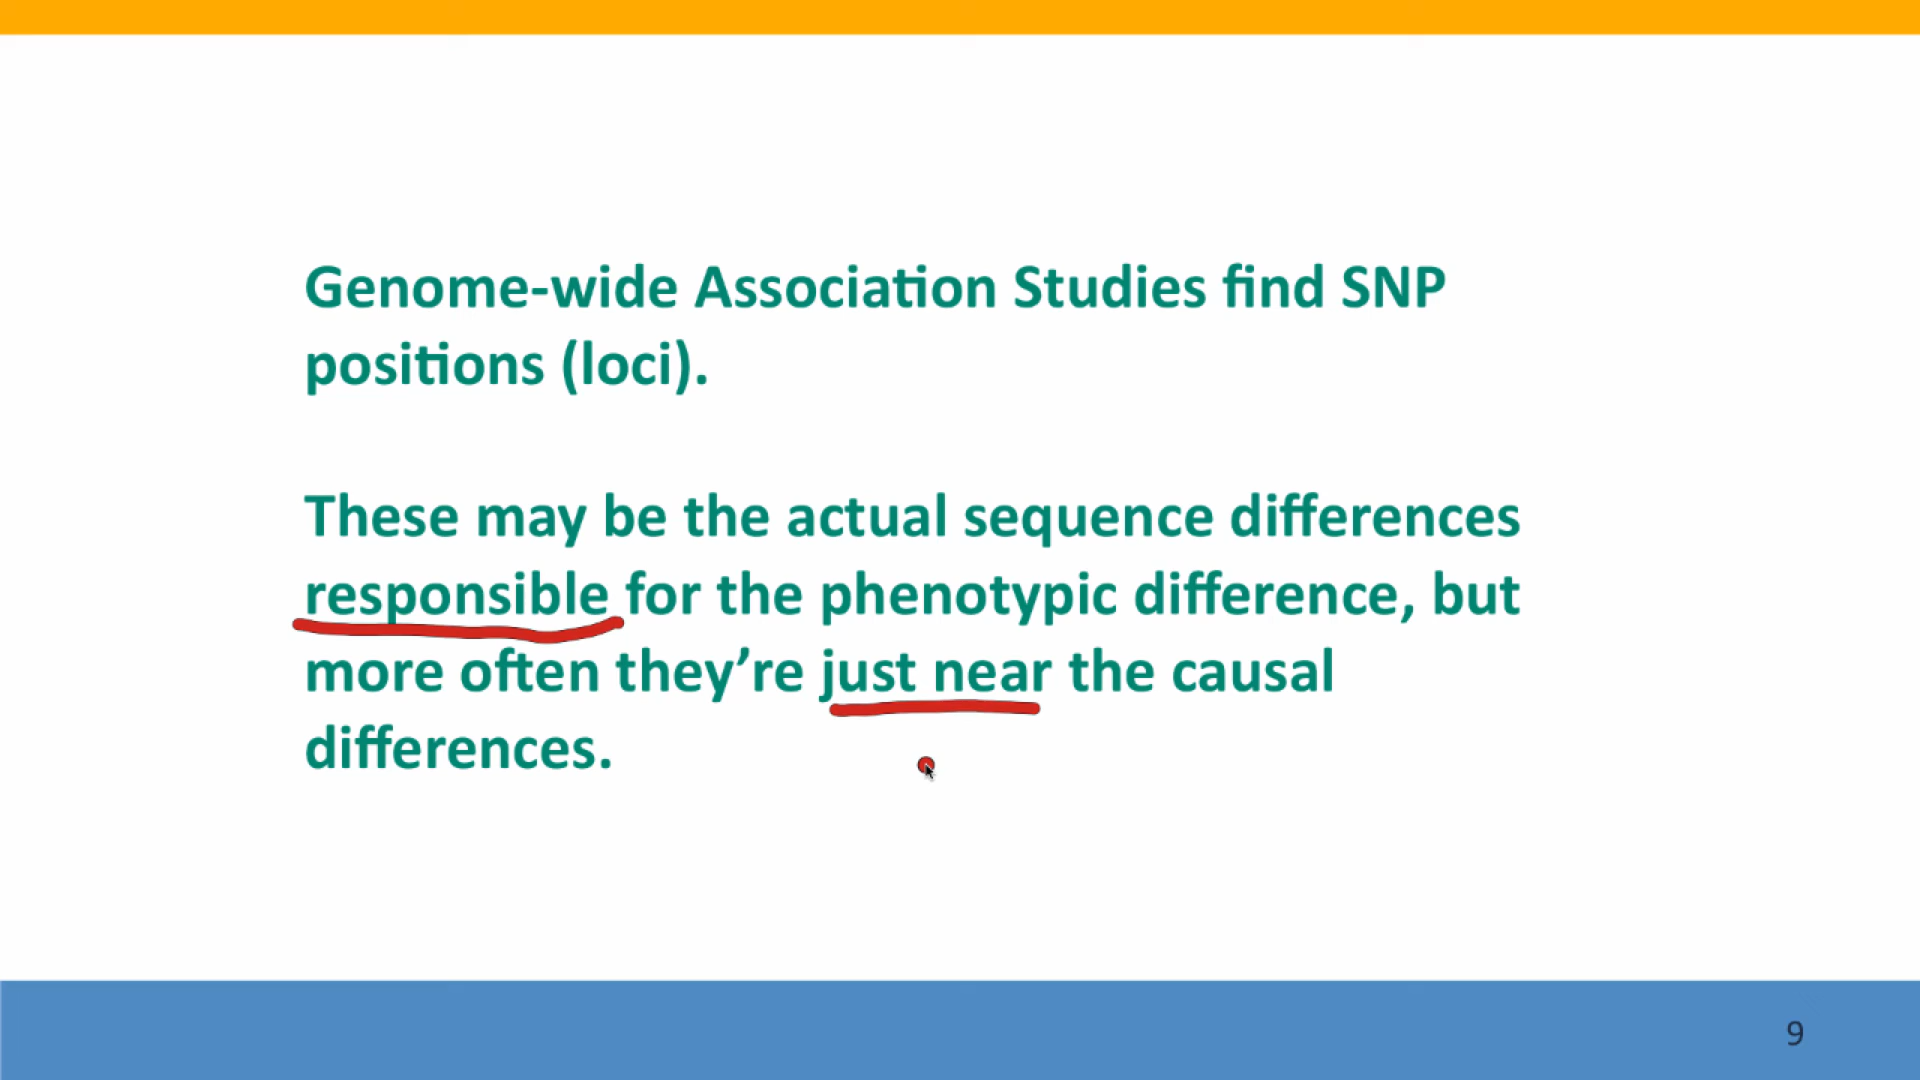 Genome-wide Association Studies find SNP
positions (loci).
These may be the actual sequence differences
responsible for the phenotypic difference, but
more often they’re just near the causal
differences.
9